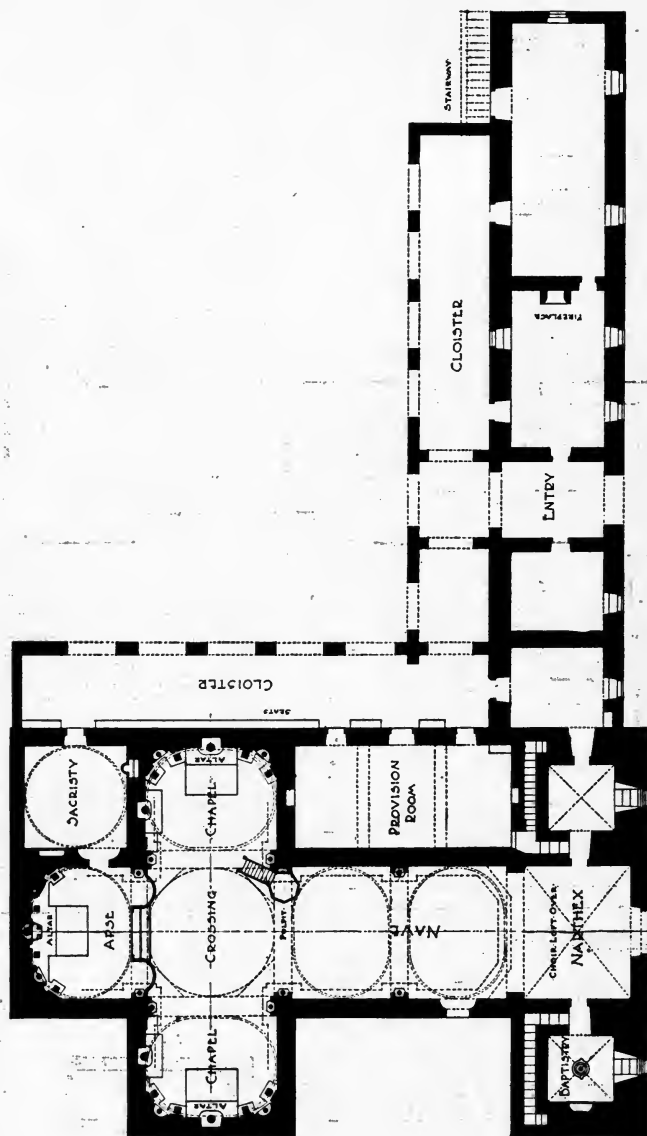 STAIRWAY
CLOISTER
FIREPLACE
ENTRY
CLOISTER
SEATS
SACRISTY
ALTAR
CHAPEL
PROVISION
ROOM
ALTAR
APSE
CROSSING
PULPIT
NAVE
CHOIR LOFT OVER
NARTHEX
CHAPEL
ALTAR
BAPTISTRY